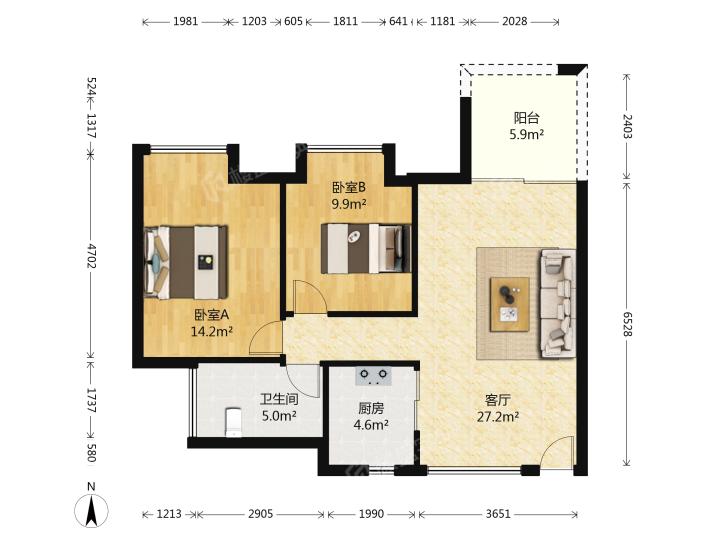 1981 1203 605 1811 641 1181 2028
524
1317
4702
1737
580
2403
6528
阳台
5.9m²
卧室B
9.9m²
卧室A
14.2m²
卫生间
5.0m²
厨房
4.6m²
客厅
27.2m²
N
1213 2905 1990 3651